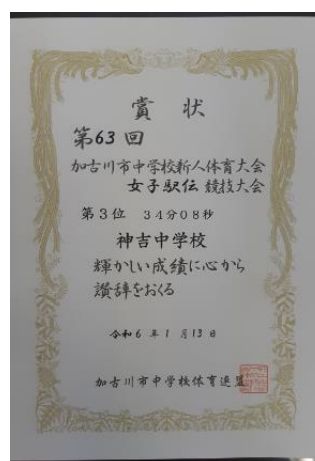 賞状
第63回
加古川市中学校新人体育大会
女子駅伝 競技大会
第3位 34分08秒
神吉中学校
輝かしい成績に心から
讃辞をおくる
令和6年1月13日
加古川市中学校体育連盟